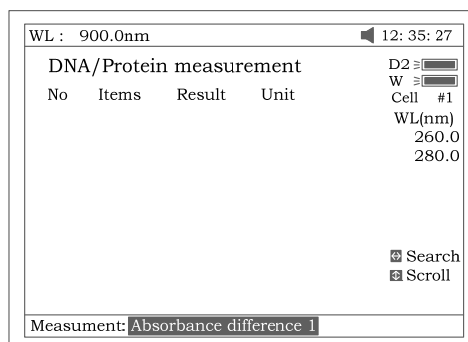 WL : 900.0nm 12: 35: 27
DNA/Protein measurement
No Items Result Unit
D2
W
Cell #1
WL(nm)
260.0
280.0
Search
Scroll
Measument: Absorbance difference 1